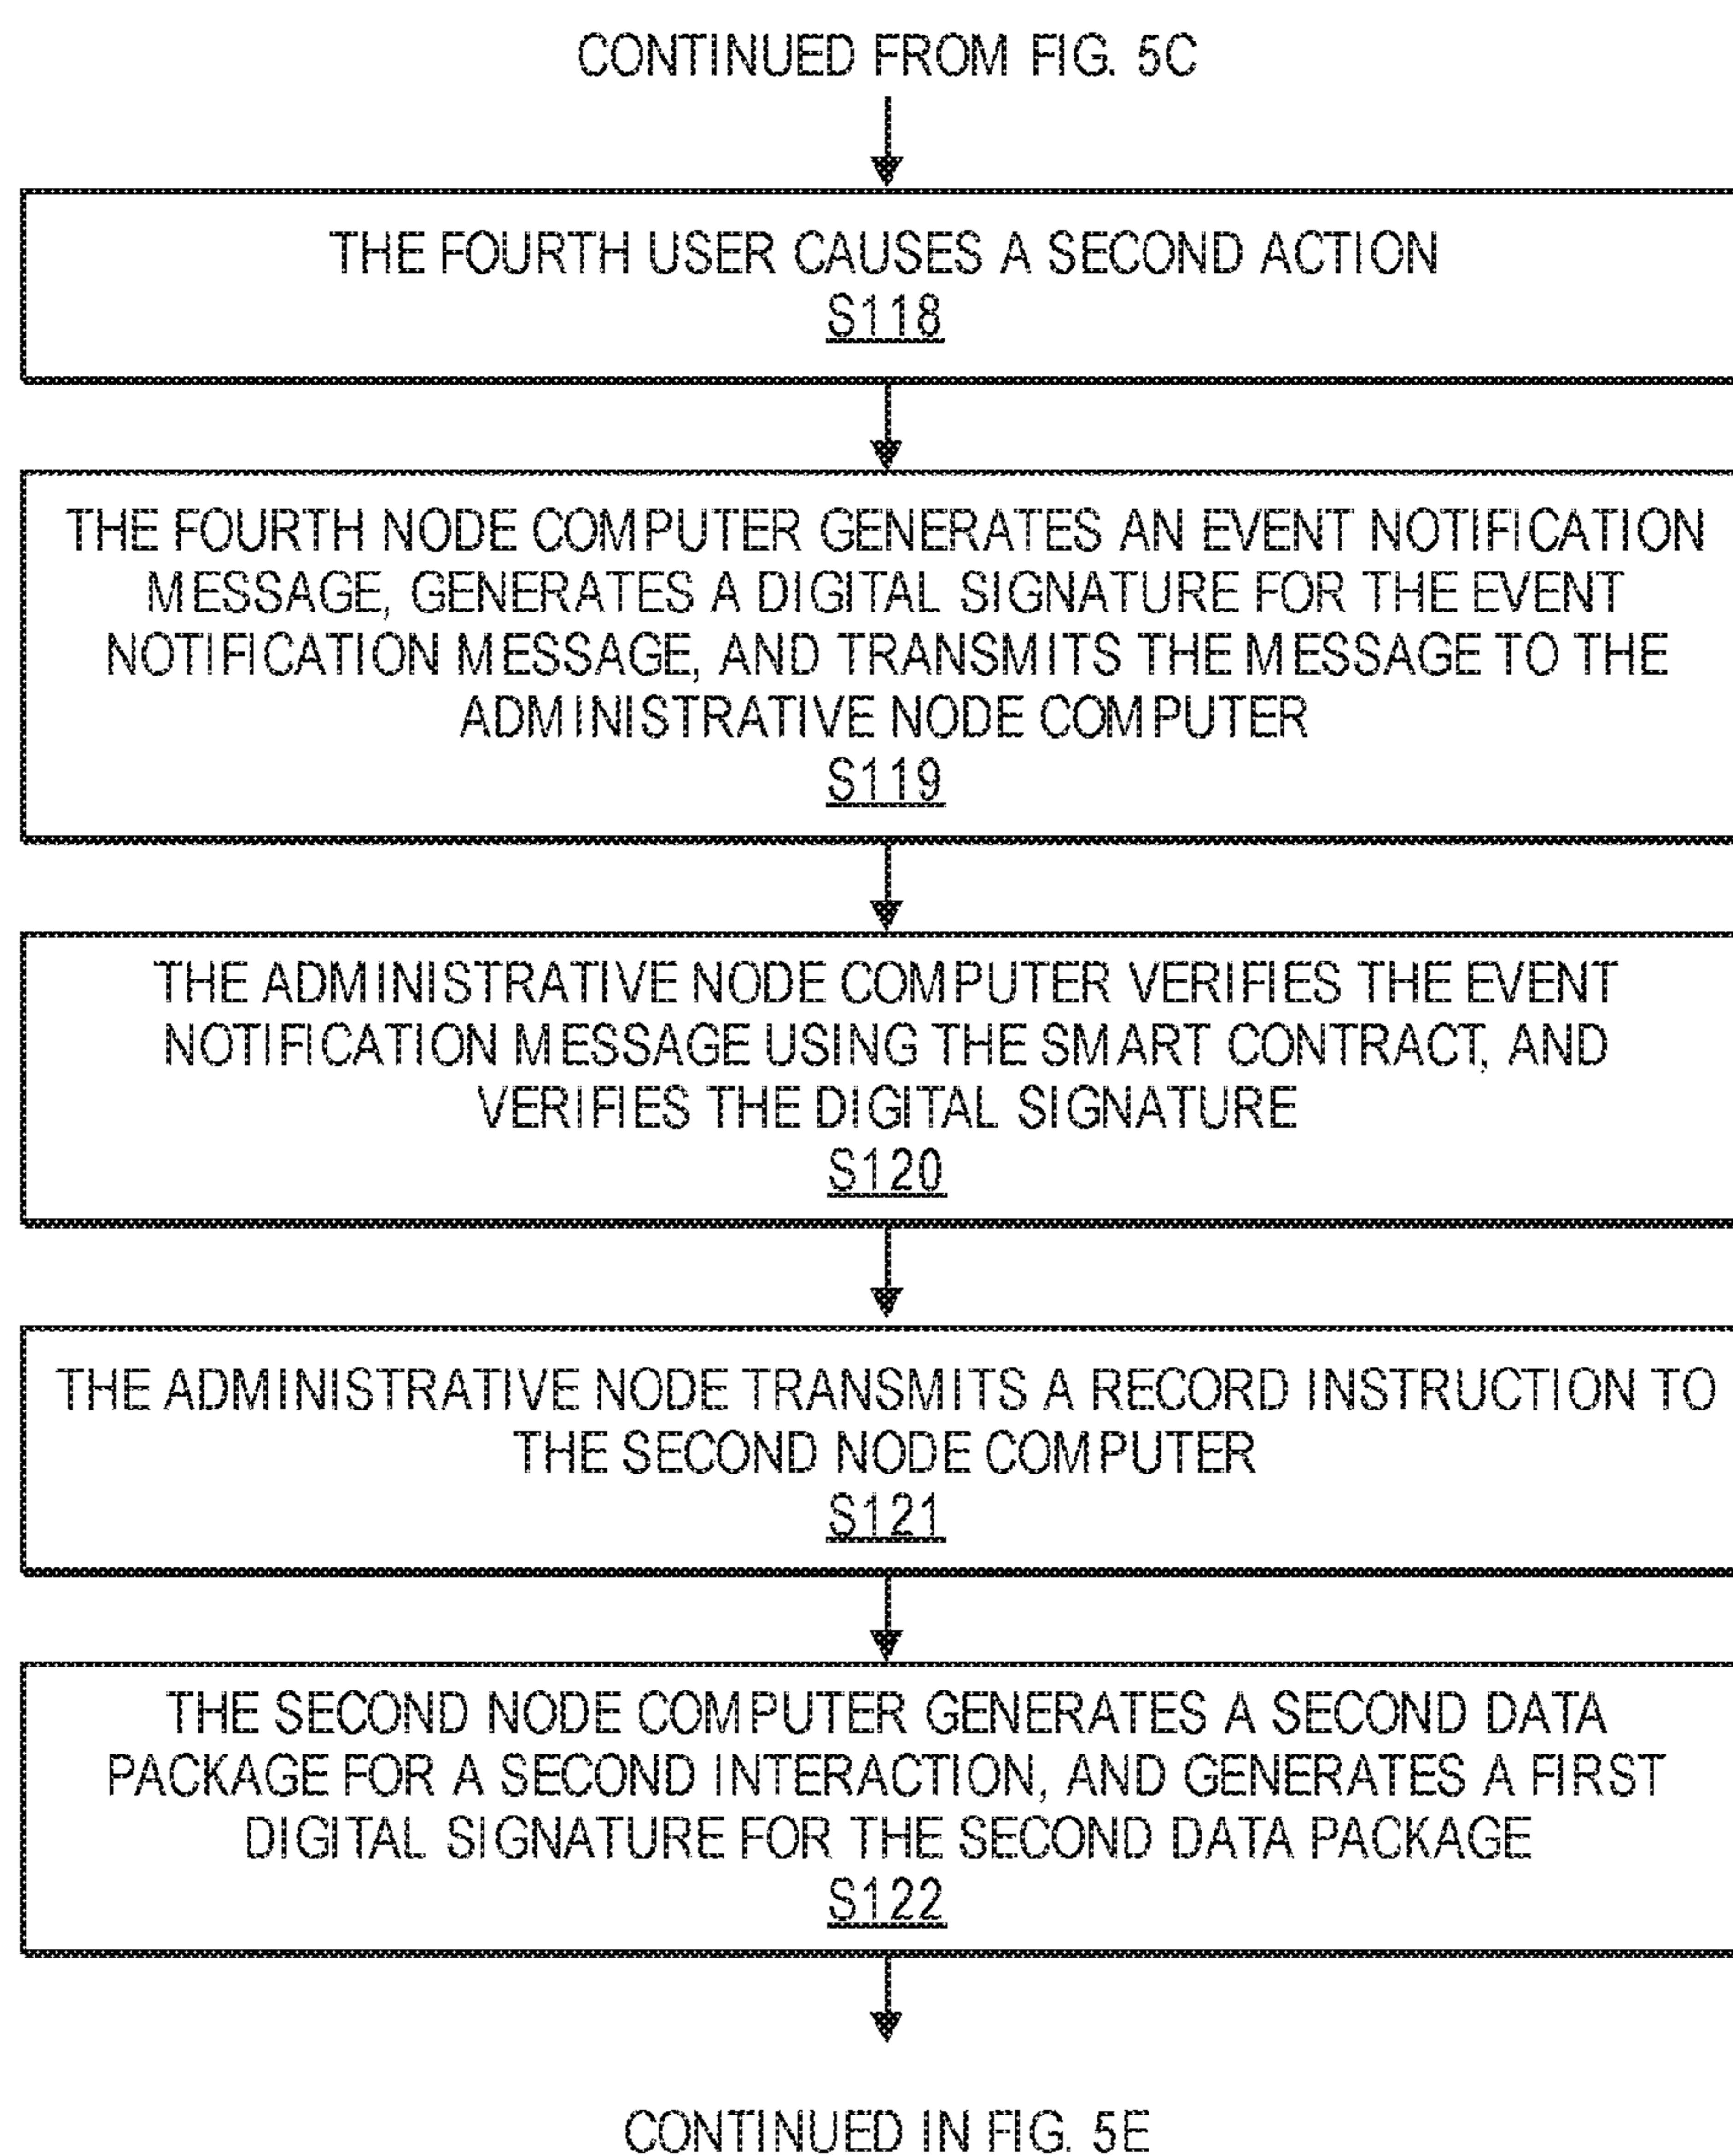 CONTINUED FROM FIG. 5C
THE FOURTH USER CAUSES A SECOND ACTION
S118
THE FOURTH NODE COMPUTER GENERATES AN EVENT NOTIFICATION
MESSAGE, GENERATES A DIGITAL SIGNATURE FOR THE EVENT
NOTIFICATION MESSAGE, AND TRANSMITS THE MESSAGE TO THE
ADMINISTRATIVE NODE COMPUTER
S119
THE ADMINISTRATIVE NODE COMPUTER VERIFIES THE EVENT
NOTIFICATION MESSAGE USING THE SMART CONTRACT, AND
VERIFIES THE DIGITAL SIGNATURE
S120
THE ADMINISTRATIVE NODE TRANSMITS A RECORD INSTRUCTION TO
THE SECOND NODE COMPUTER
S121
THE SECOND NODE COMPUTER GENERATES A SECOND DATA
PACKAGE FOR A SECOND INTERACTION, AND GENERATES A FIRST
DIGITAL SIGNATURE FOR THE SECOND DATA PACKAGE
S122
CONTINUED IN FIG. 5E